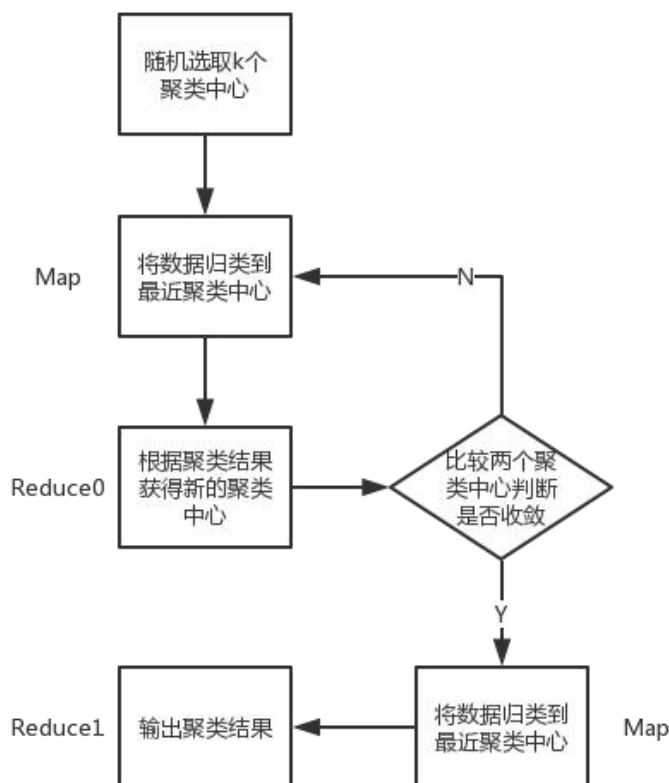 随机选取k个
聚类中心
Map
将数据归类到
最近聚类中心
N
Reduce0
根据聚类结果
获得新的聚类
中心
比较两个聚
类中心判断
是否收敛
Y
Reduce1
输出聚类结果
将数据归类到
最近聚类中心
Map